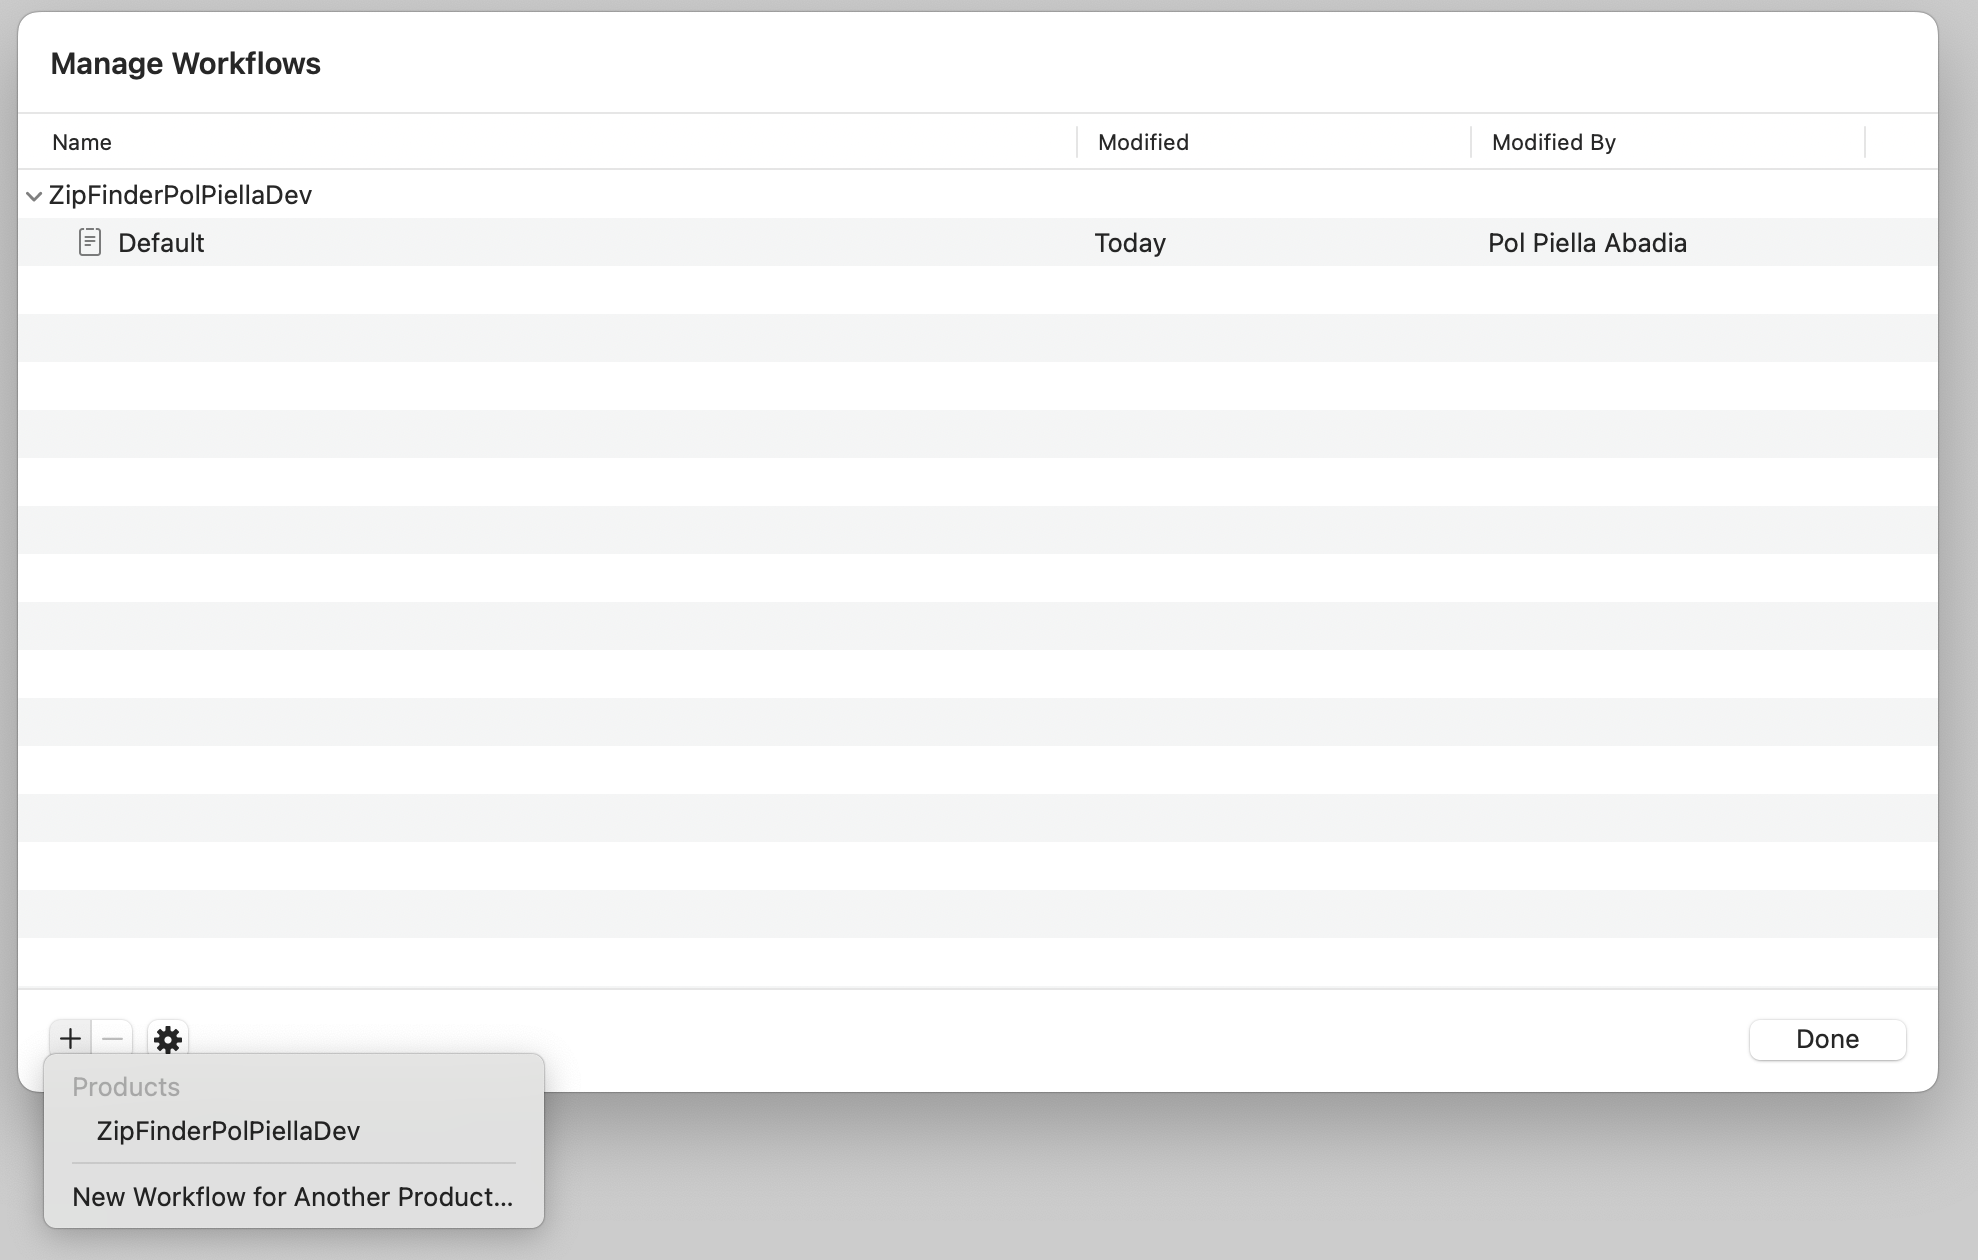 Manage Workflows
Name Modified Modified By
ZipFinderPolPiellaDev
Default Today Pol Piella Abadia
Done
Products
ZipFinderPolPiellaDev
New Workflow for Another Product...